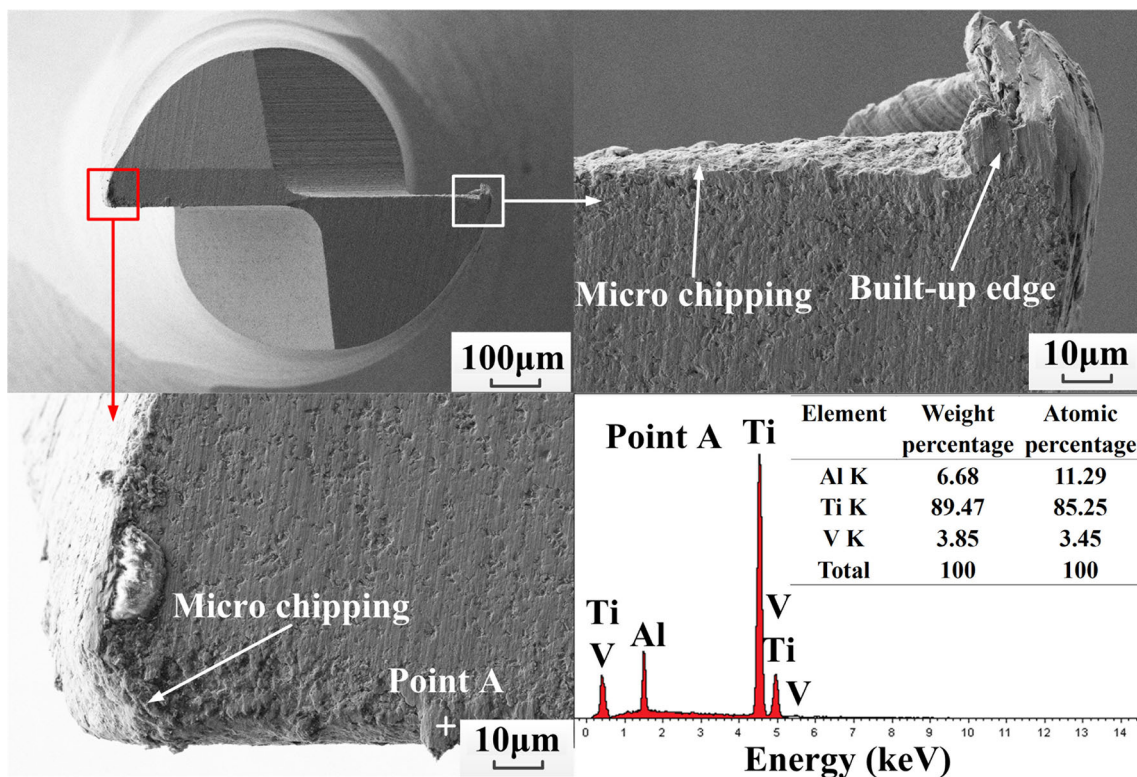 100μm
Micro chipping
Built-up edge
10μm
Micro chipping
Point A
10μm
Point A
Element Weight percentage Atomic percentage
Al K 6.68 11.29
Ti K 89.47 85.25
V K 3.85 3.45
Total 100 100
Ti
V
Ti
V
Al
Ti
V
0 1 2 3 4 5 6 7 8 9 10 11 12 13 14
Energy (keV)